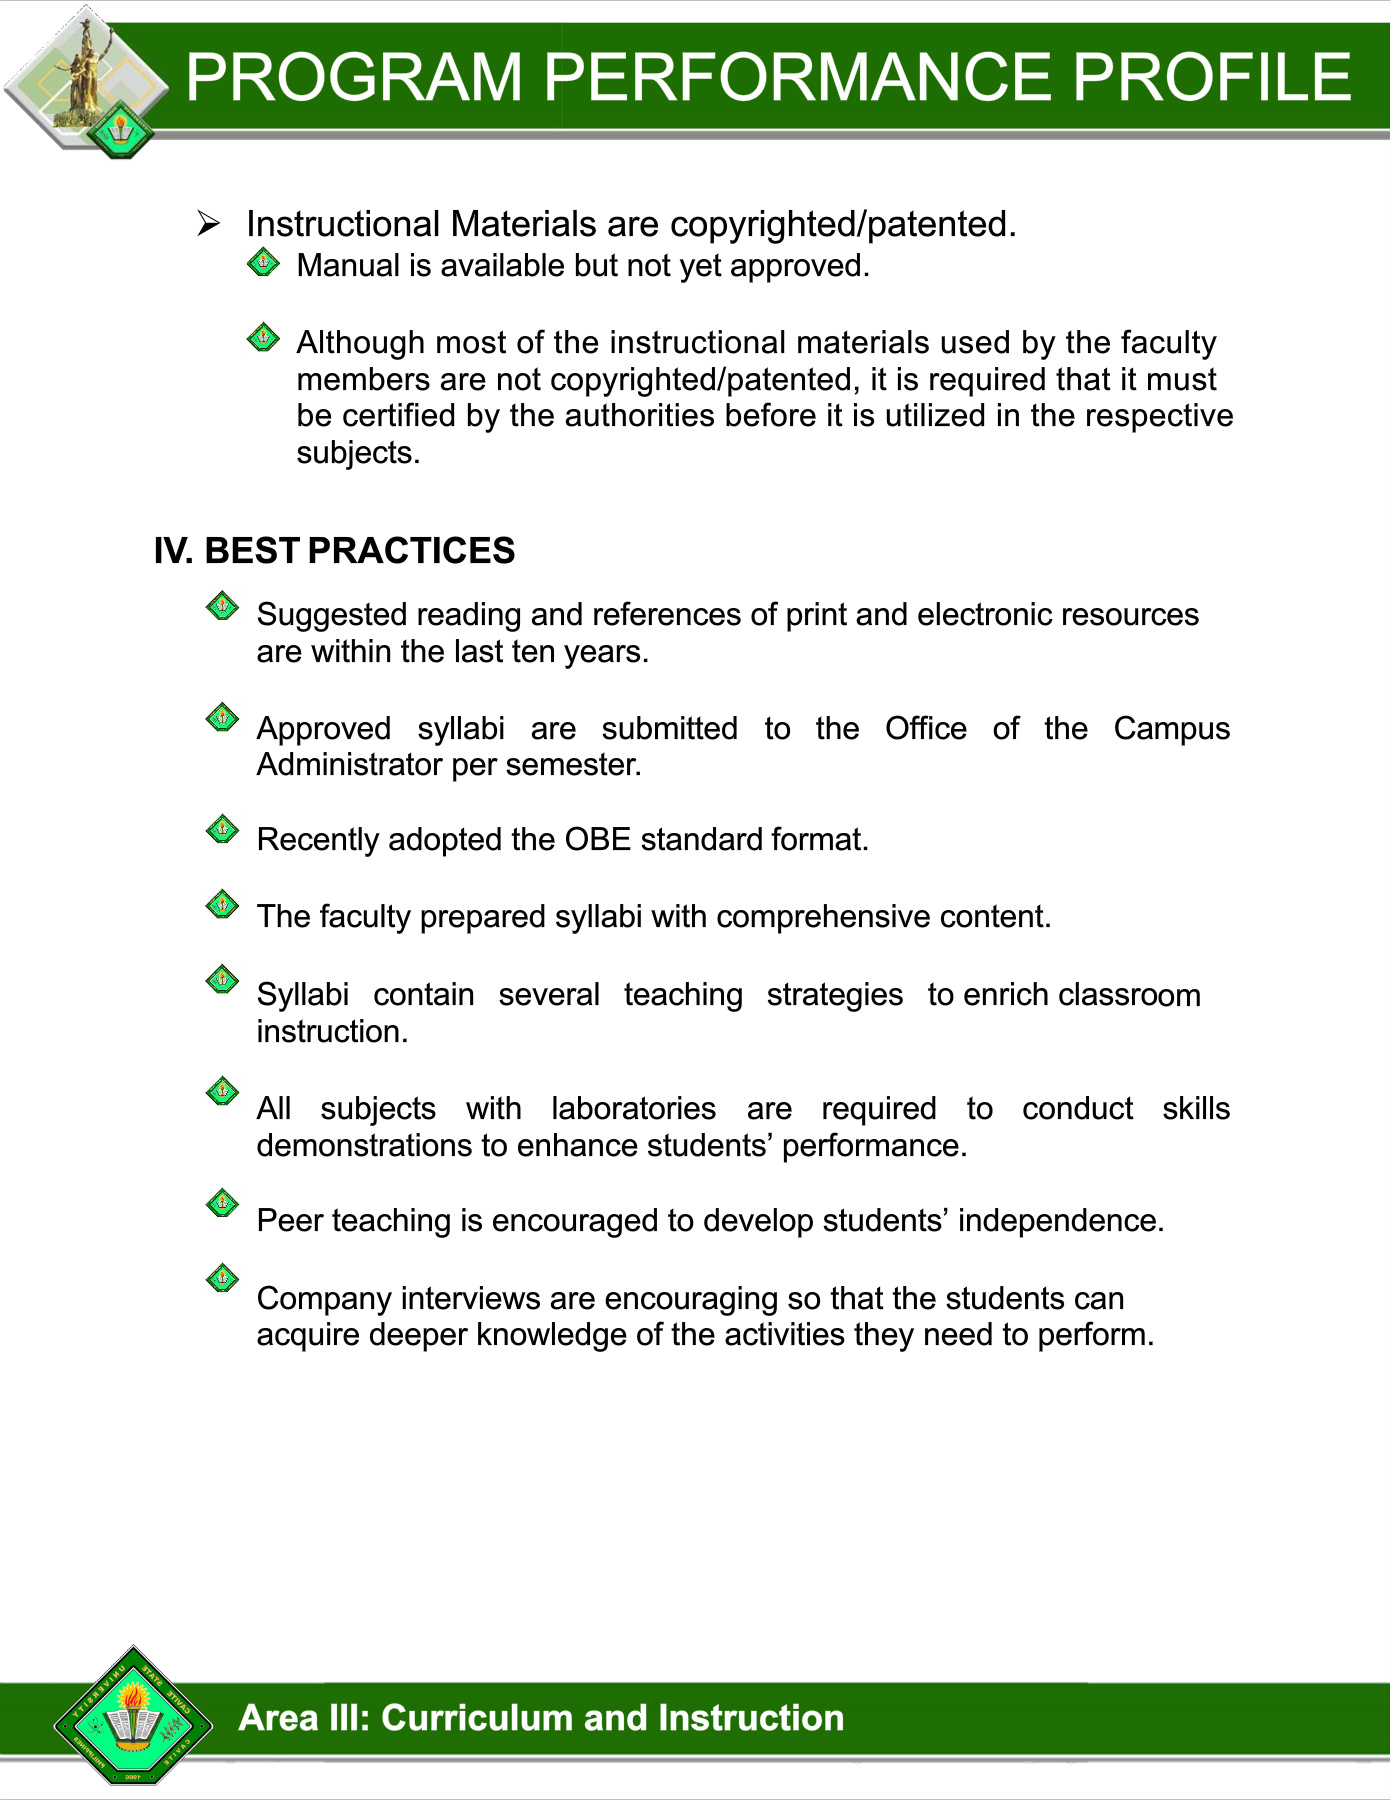 PROGRAM PERFORMANCE PROFILE
➢ Instructional Materials are copyrighted/patented.
Manual is available but not yet approved.
Although most of the instructional materials used by the faculty
members are not copyrighted/patented, it is required that it must
be certified by the authorities before it is utilized in the respective
subjects.
IV. BEST PRACTICES
Suggested reading and references of print and electronic resources
are within the last ten years.
Approved syllabi are submitted to the Office of the Campus
Administrator per semester.
Recently adopted the OBE standard format.
The faculty prepared syllabi with comprehensive content.
Syllabi contain several teaching strategies to enrich classroom
instruction.
All subjects with laboratories are required to conduct skills
demonstrations to enhance students’ performance.
Peer teaching is encouraged to develop students’ independence.
Company interviews are encouraging so that the students can
acquire deeper knowledge of the activities they need to perform.
CAVITE STATE UNIVERSITY
CAVITE
PHILIPPINES
1906
Area III: Curriculum and Instruction